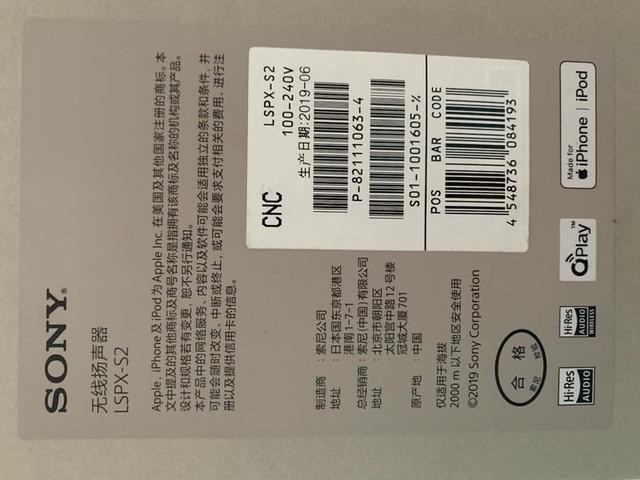 SONY®
无线扬声器
LSPX-S2
Apple、iPhone及iPod为Apple Inc.在美国及其他国家注册的商标。本
文中提及的其他商标及商号名称是指拥有该商标及名称的机构或其产品。
设计和规格若有变更，恕不另行通知。
本产品中的网络服务、内容以及软件可能会适用独立的条款和条件，并
可能会随时改变、中断或终止，或可能会要求支付相关的费用、进行注
册以及提供信用卡的信息。
制造商：索尼公司
地址：日本国东京都港区
港南1-7-1
总经销商：索尼(中国)有限公司
地址：北京市朝阳区
太阳宫中路12号楼
冠城大厦701
原产地：中国
仅适用于海拔
2000 m以下地区安全使用
©2019 Sony Corporation
合格
索尼
CNC
LSPX-S2
100-240V
生产日期:2019-06
P-82111063-4
S01-1001605-%
POS BAR CODE
4 548736 084193
Hi-Res
AUDIO
Hi-Res
AUDIO
WIRELESS
QPlay™
Made for
iPhone | iPod